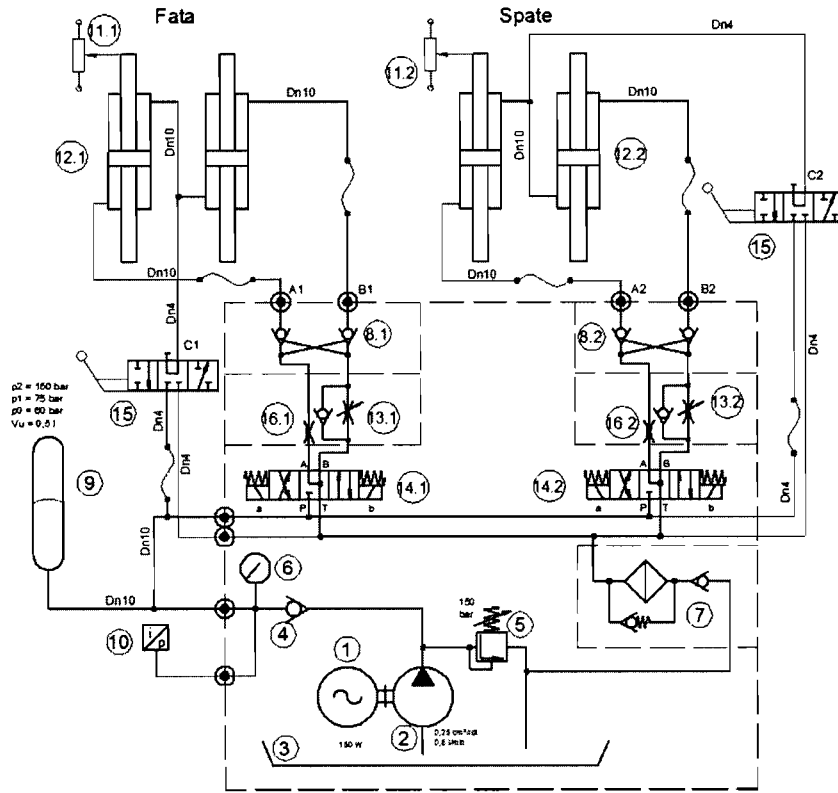 Fata
Spate
11.1
11.2
Dn4
Dn10
Dn10
Dn10
Dn10
12.1
12.2
C2
15
Dn10
Dn10
A1
B1
A2
B2
Dn4
8.1
8.2
C1
Dn4
p2 = 150 bar
p1 = 75 bar
p0 = 60 bar
Vu = 0,5 l
15
16.1
13.1
16.2
13.2
Dn4
Dn4
9
A
B
14.1
A
B
14.2
Dn4
a
P
T
b
a
P
T
b
Dn10
6
Dn10
4
150
bar
5
7
10
i
p
1
2
3
150 W